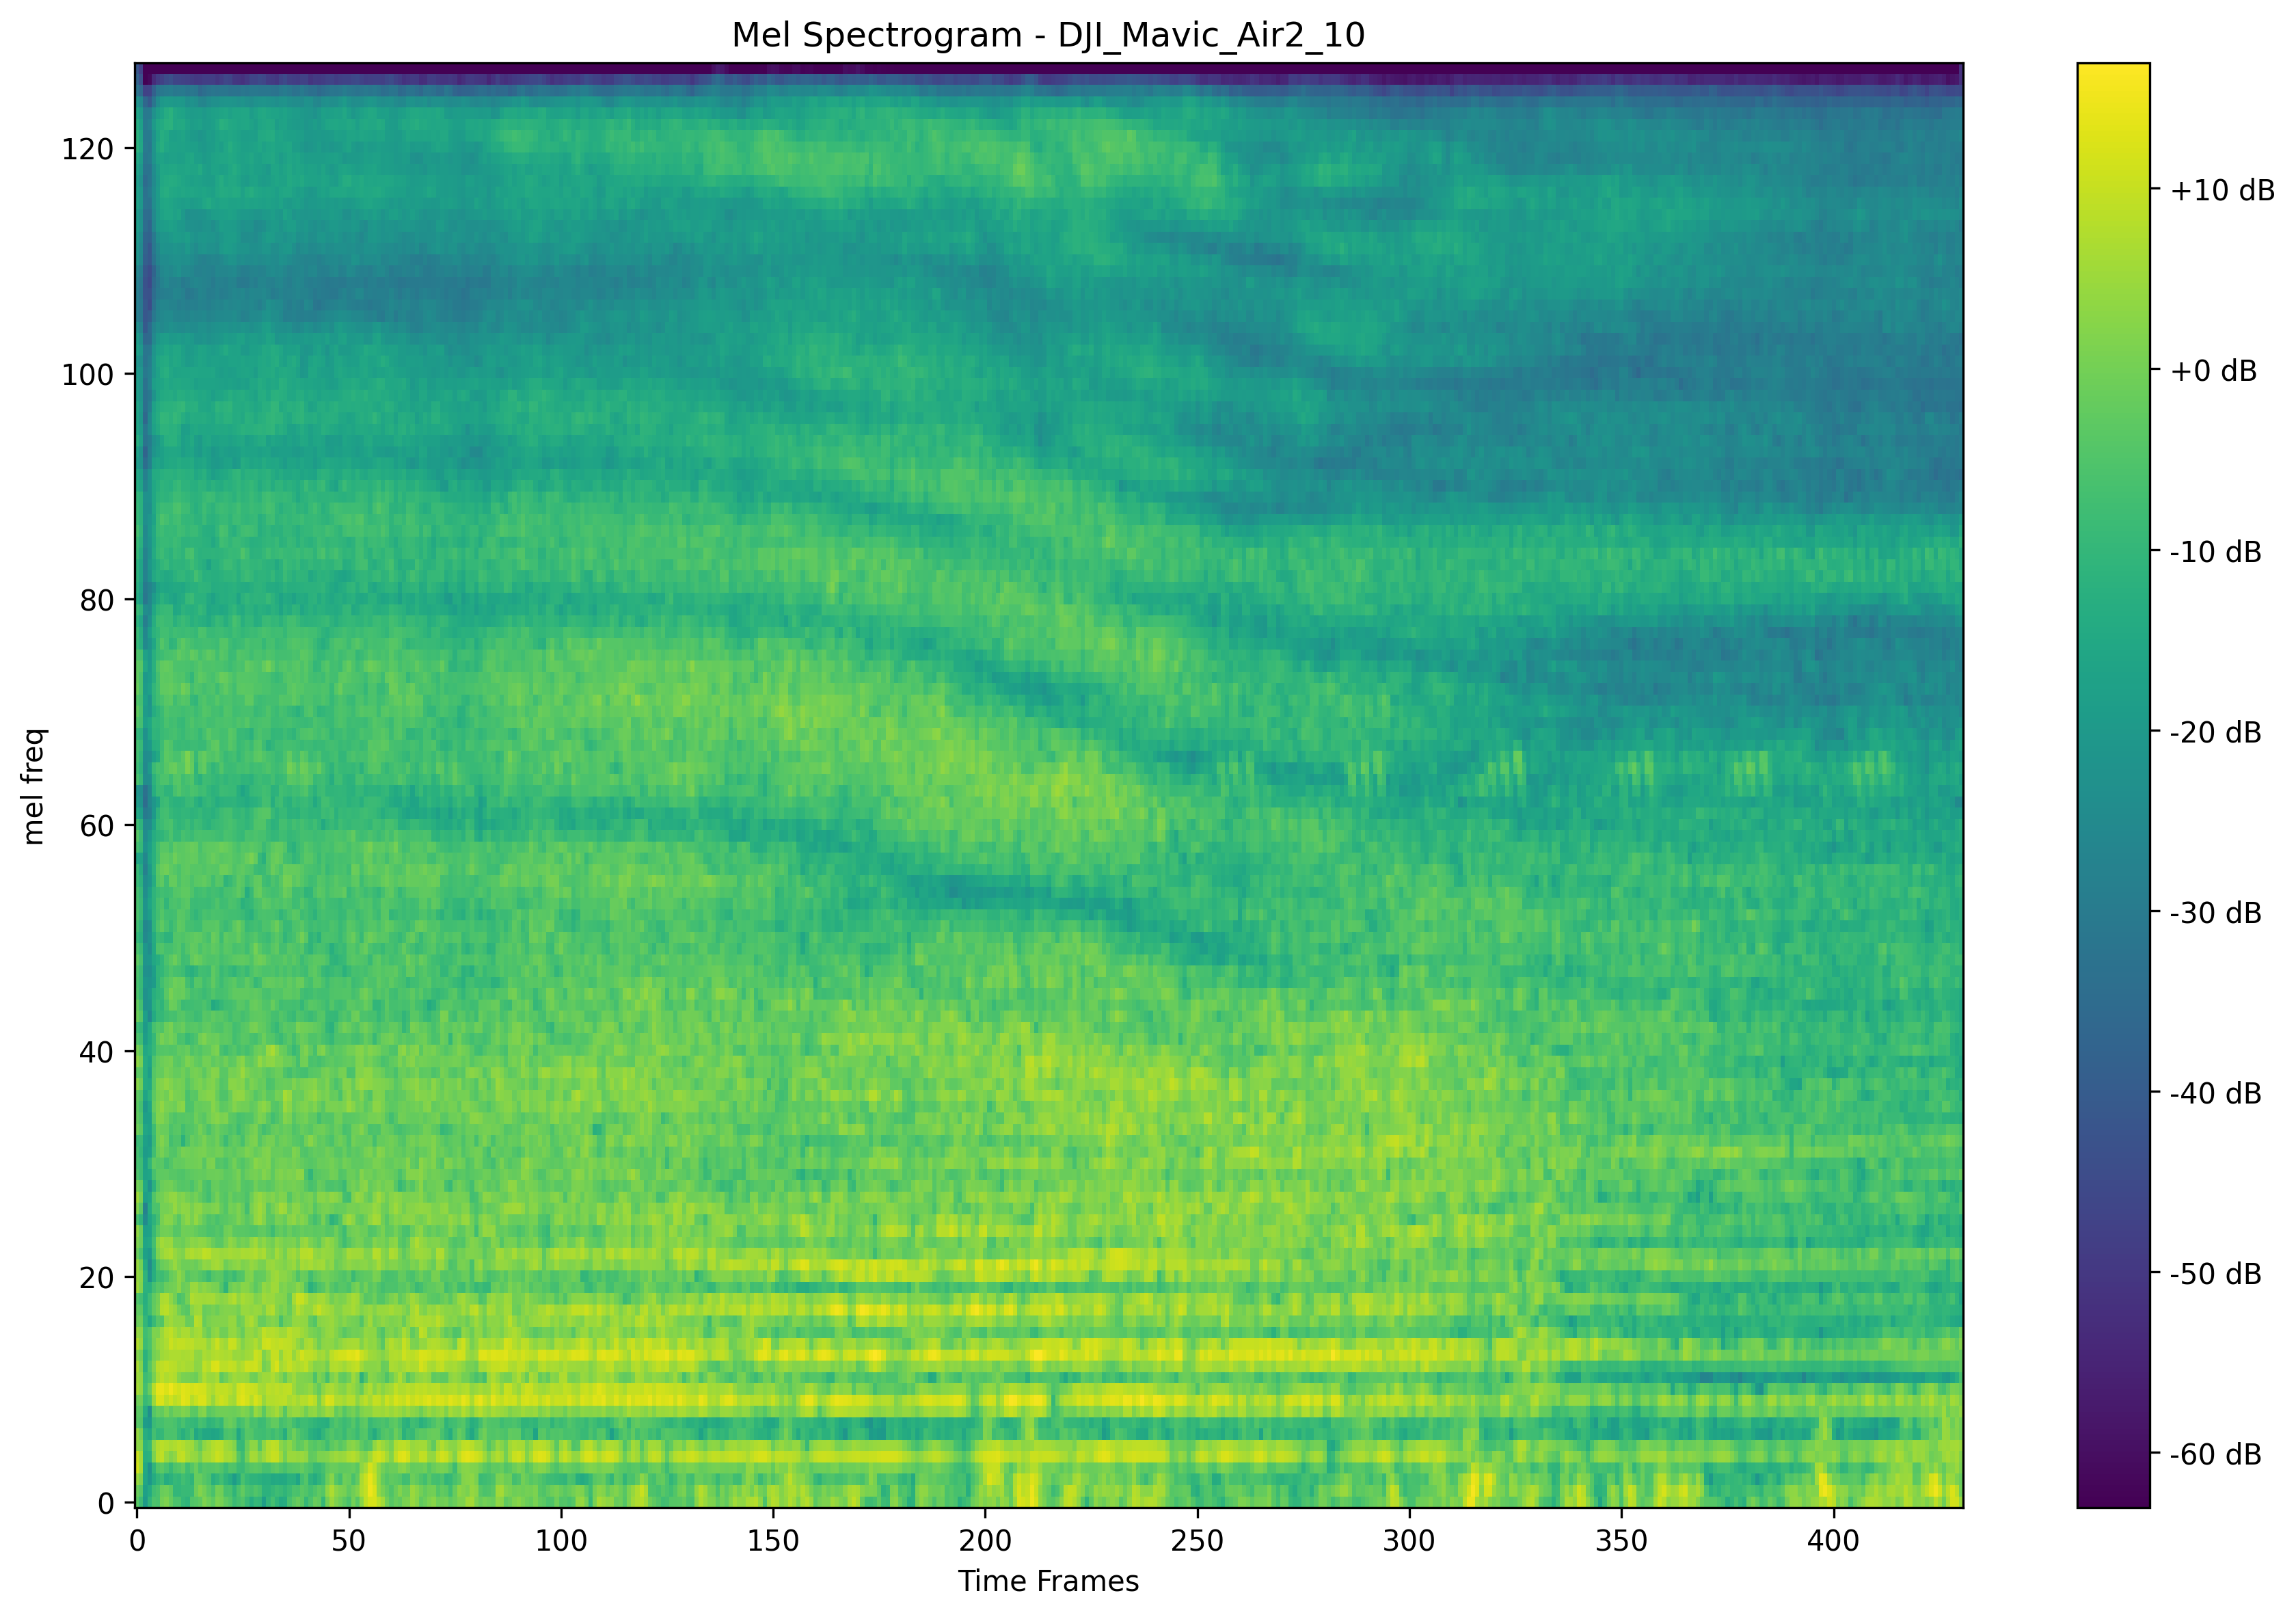 Mel Spectrogram - DJI_Mavic_Air2_10
mel freq
120
100
80
60
40
20
0
0 50 100 150 200 250 300 350 400
Time Frames
+10 dB
+0 dB
-10 dB
-20 dB
-30 dB
-40 dB
-50 dB
-60 dB